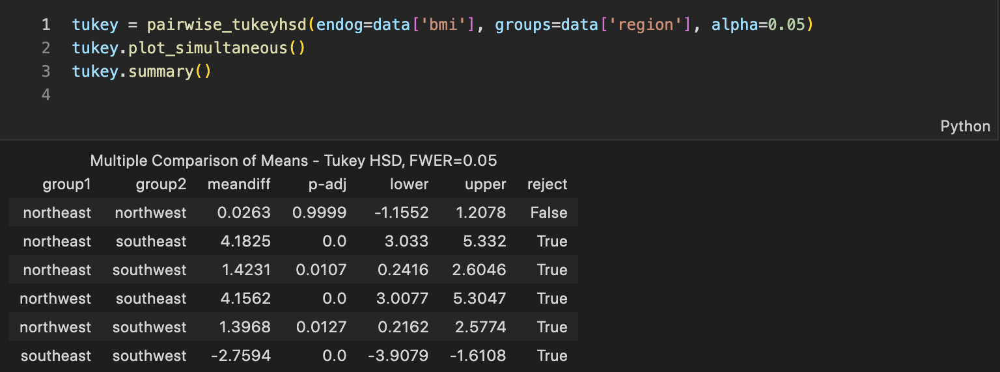 1 tukey = pairwise_tukeyhsd(endog=data['bmi'], groups=data['region'], alpha=0.05)
2 tukey.plot_simultaneous()
3 tukey.summary()
4
Python
Multiple Comparison of Means - Tukey HSD, FWER=0.05
group1 group2 meandiff p-adj lower upper reject
northeast northwest 0.0263 0.9999 -1.1552 1.2078 False
northeast southeast 4.1825 0.0 3.033 5.332 True
northeast southwest 1.4231 0.0107 0.2416 2.6046 True
northwest southeast 4.1562 0.0 3.0077 5.3047 True
northwest southwest 1.3968 0.0127 0.2162 2.5774 True
southeast southwest -2.7594 0.0 -3.9079 -1.6108 True